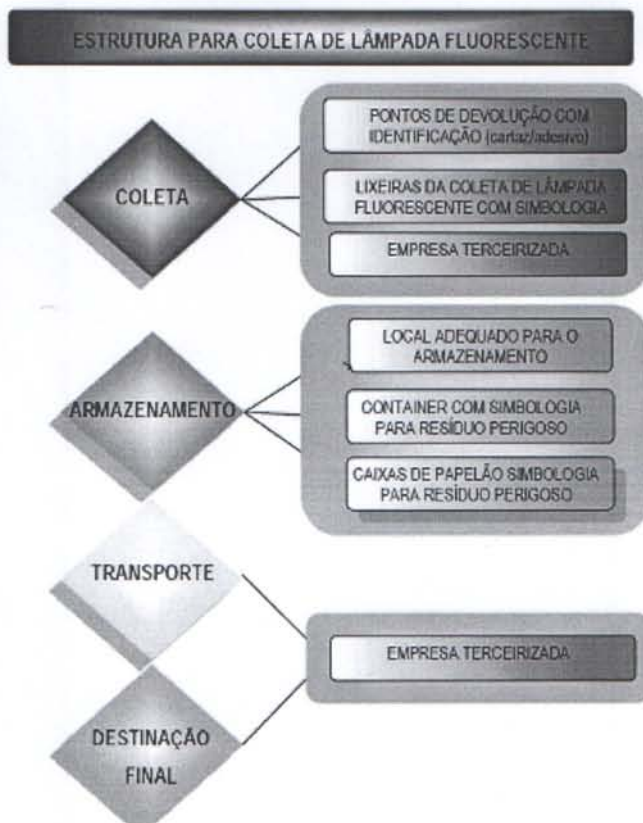 ESTRUTURA PARA COLETA DE LÂMPADA FLUORESCENTE
COLETA
PONTOS DE DEVOLUÇÃO COM
IDENTIFICAÇÃO (cartaz/adesivo)
LIXEIRAS DA COLETA DE LÂMPADA
FLUORESCENTE COM SIMBOLOGIA
EMPRESA TERCEIRIZADA
ARMAZENAMENTO
LOCAL ADEQUADO PARA O
ARMAZENAMENTO
CONTAINER COM SIMBOLOGIA
PARA RESÍDUO PERIGOSO
CAIXAS DE PAPELÃO SIMBOLOGIA
PARA RESÍDUO PERIGOSO
TRANSPORTE
EMPRESA TERCEIRIZADA
DESTINAÇÃO
FINAL